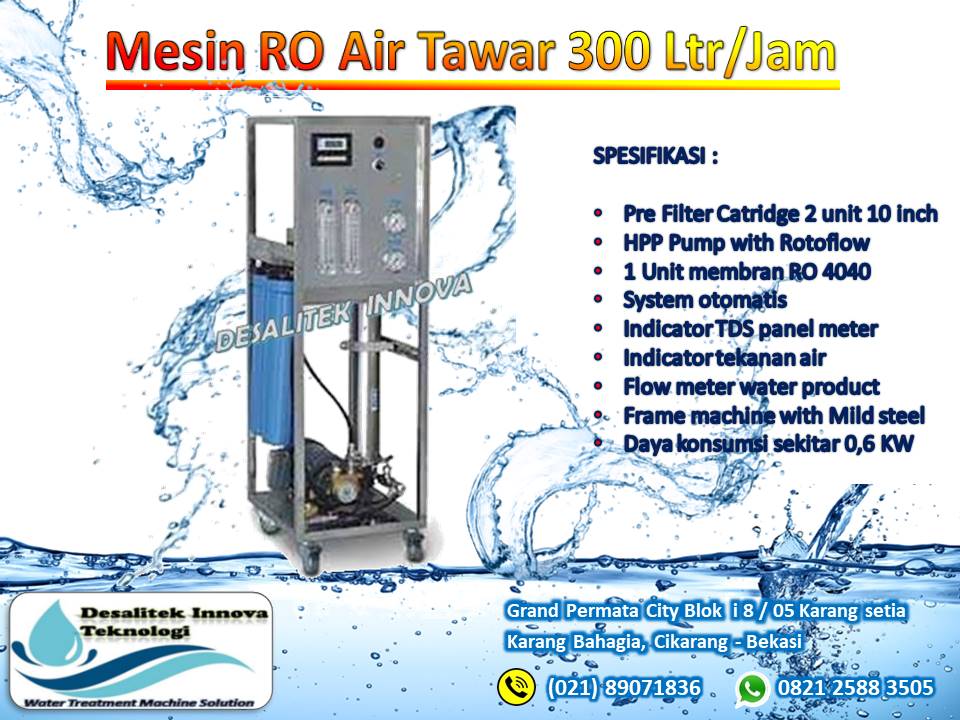 Mesin RO Air Tawar 300 Ltr/Jam
SPESIFIKASI :
• Pre Filter Catridge 2 unit 10 inch
• HPP Pump with Rotoflow
• 1 Unit membran RO 4040
• System otomatis
• Indicator TDS panel meter
• Indicator tekanan air
• Flow meter water product
• Frame machine with Mild steel
• Daya konsumsi sekitar 0,6 KW
DESALITEK INNOVA
Desalitek Innova
Teknologi
Water Treatment Machine Solution
Grand Permata City Blok i 8 / 05 Karang setia
Karang Bahagia, Cikarang - Bekasi
(021) 89071836
0821 2588 3505